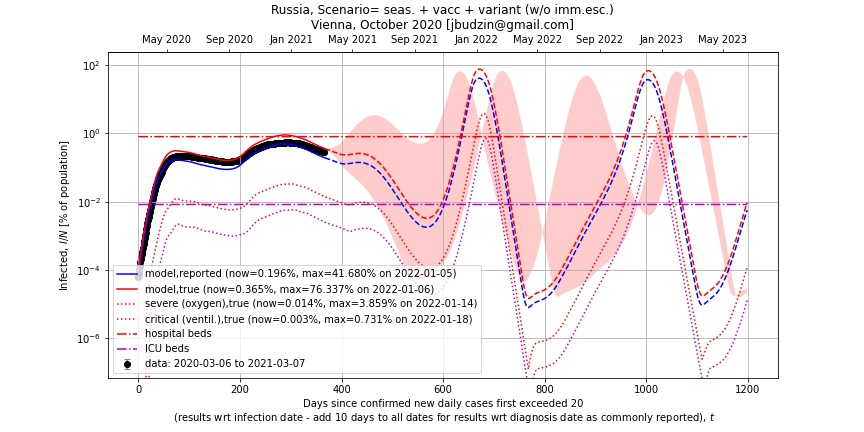 Russia, Scenario= seas. + vacc + variant (w/o imm.esc.)
Vienna, October 2020 [jbudzin@gmail.com]
May 2020 Sep 2020 Jan 2021 May 2021 Sep 2021 Jan 2022 May 2022 Sep 2022 Jan 2023 May 2023
10²
10⁰
10⁻²
10⁻⁴
10⁻⁶
Infected, I/N [% of population]
model,reported (now=0.196%, max=41.680% on 2022-01-05)
model,true (now=0.365%, max=76.337% on 2022-01-06)
severe (oxygen),true (now=0.014%, max=3.859% on 2022-01-14)
critical (ventil.),true (now=0.003%, max=0.731% on 2022-01-18)
hospital beds
ICU beds
data: 2020-03-06 to 2021-03-07
0 200 400 600 800 1000 1200
Days since confirmed new daily cases first exceeded 20
(results wrt infection date - add 10 days to all dates for results wrt diagnosis date as commonly reported), t